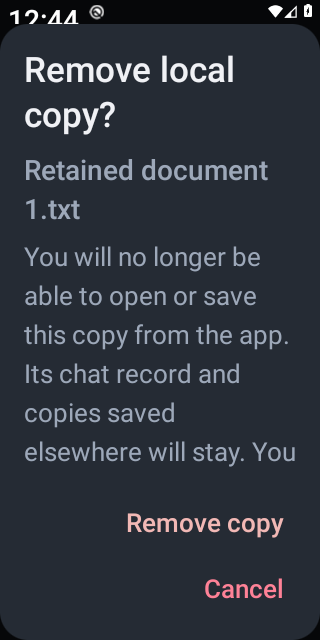 12:44
Remove local
copy?
Retained document
1.txt
You will no longer be
able to open or save
this copy from the app.
Its chat record and
copies saved
elsewhere will stay. You
Remove copy
Cancel